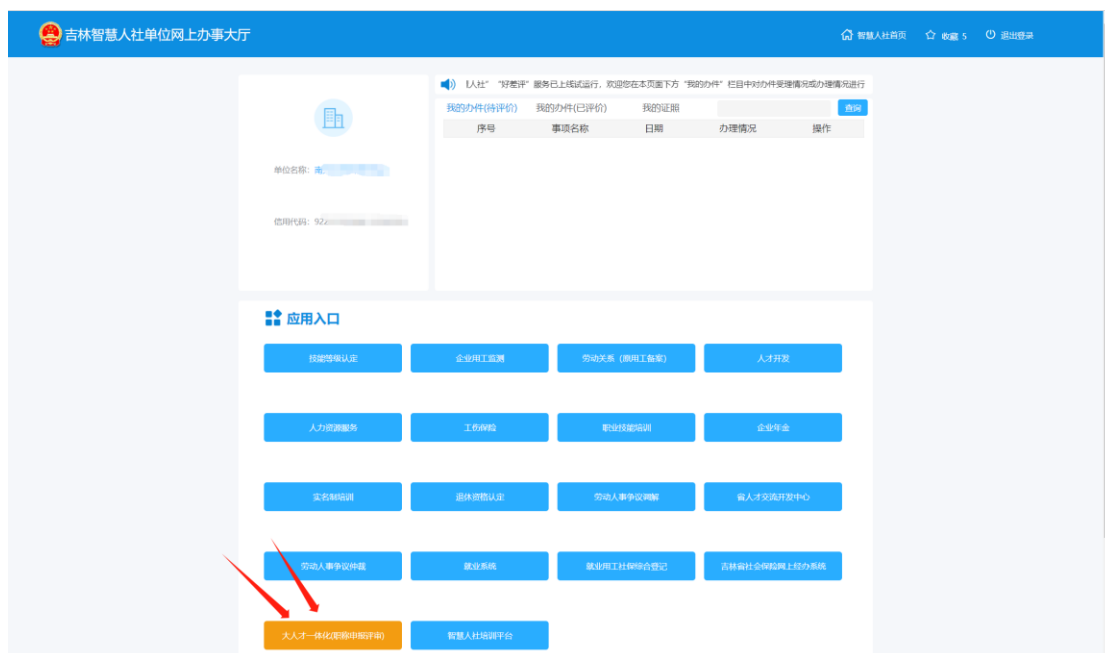 吉林智慧人社单位网上办事大厅
智慧人社首页 收藏 5 退出登录
人社” “好差评”服务已上线试运行，欢迎您在本页面下方“我的办件”栏目中对办件受理情况或办理情况进行
我的办件(待评价) 我的办件(已评价) 我的证照 查询
序号 事项名称 日期 办理情况 操作
单位名称：南
信用代码：92
应用入口
技能等级认定 企业用工监测 劳动关系（原用工备案） 人才开发
人力资源服务 工伤保险 职业技能培训 企业年金
实名制培训 退休资格认定 劳动人事争议调解 省人才交流开发中心
劳动人事争议仲裁 就业系统 就业用工社保综合登记 吉林省社会保险网上经办系统
大人才一体化(职称申报评审) 智慧人社培训平台